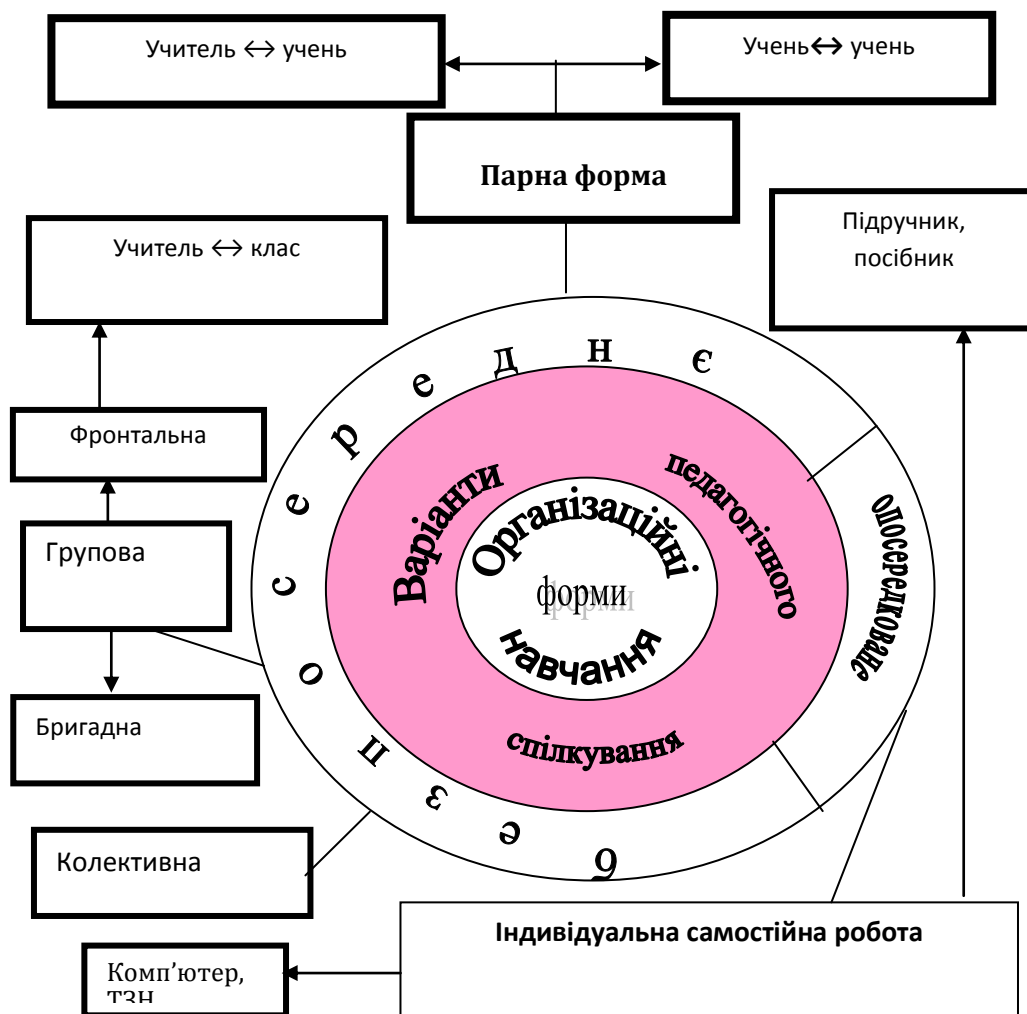 Учитель ↔ учень
Учень↔ учень
Парна форма
Учитель ↔ клас
Підручник,
посібник
Фронтальна
Групова
Бригадна
Колективна
безпосереднє
опосередковане
Варіанти
педагогічного
спілкування
Організаційні
форми
навчання
Індивідуальна самостійна робота
Комп’ютер,
ТЗН